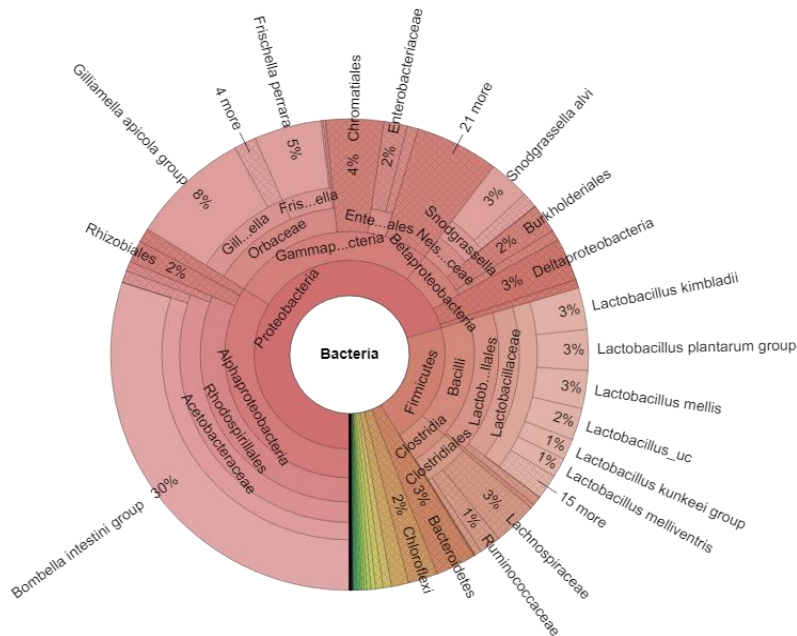 Bacteria
Proteobacteria
Alphaproteobacteria
Rhodospirillales
Acetobacteraceae
30%
Bombella intestini group
Rhizobiales
2%
Gammap...cteria
Orbaceae
Gill...ella
8%
Gilliamella apicola group
4 more
Fris...ella
5%
Frischella perrara
4%
Chromatiales
Ente...ales
2%
Enterobacteriaceae
Betaproteobacteria
Neis...ceae
Snodgrassella
21 more
3%
Snodgrassella alvi
2%
Burkholderiales
3%
Deltaproteobacteria
Firmicutes
Bacilli
Lactob...llales
Lactobacillaceae
3%
Lactobacillus kimbladii
3%
Lactobacillus plantarum group
3%
Lactobacillus mellis
2%
Lactobacillus_uc
1%
Lactobacillus kunkeei group
1%
Lactobacillus melliventris
15 more
Clostridia
Clostridiales
3%
Lachnospiraceae
1%
Ruminococcaceae
3%
Bacteroidetes
2%
Chloroflexi